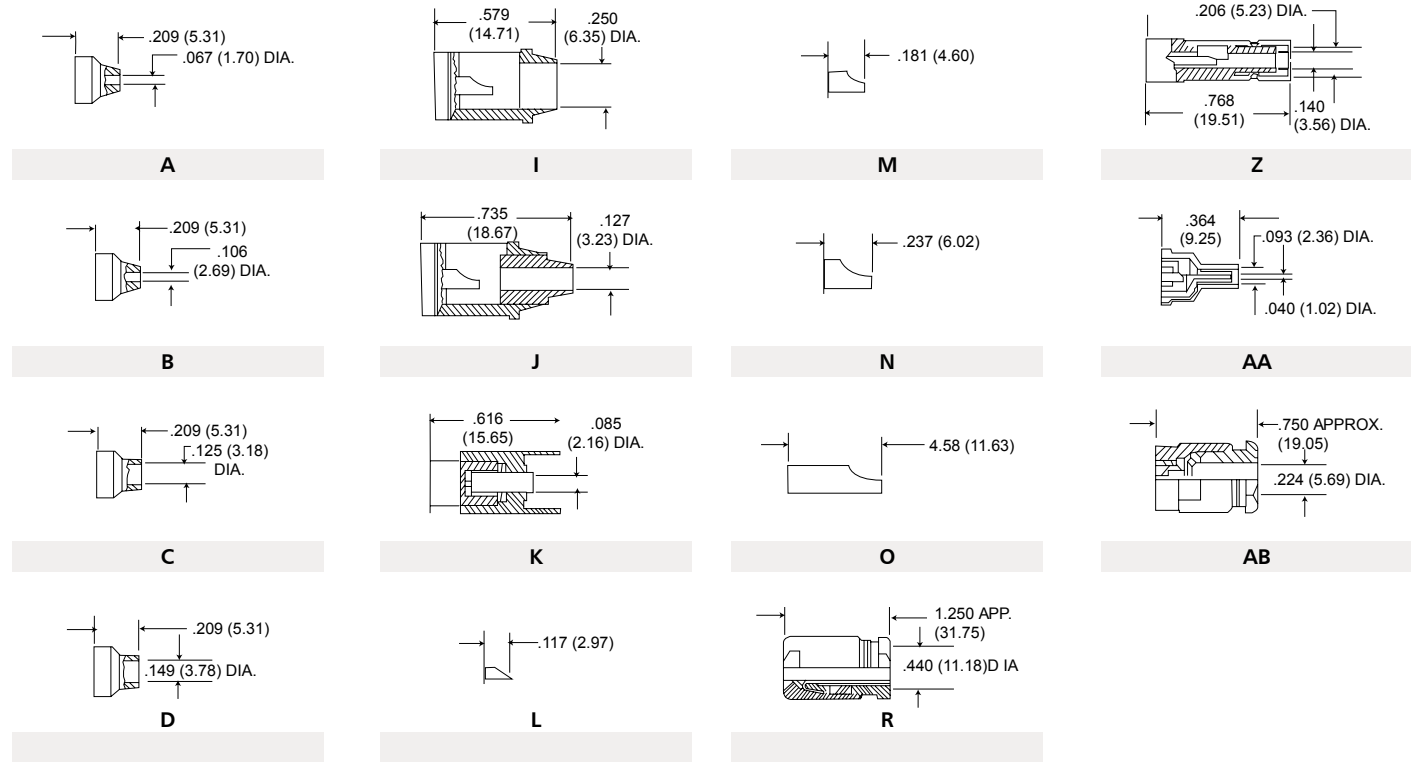 .209 (5.31)
.067 (1.70) DIA.
A
.579
(14.71)
.250
(6.35) DIA.
I
.181 (4.60)
M
.206 (5.23) DIA.
.768
(19.51)
.140
(3.56) DIA.
Z
.209 (5.31)
.106
(2.69) DIA.
B
.735
(18.67)
.127
(3.23) DIA.
J
.237 (6.02)
N
.364
(9.25)
.093 (2.36) DIA.
.040 (1.02) DIA.
AA
.209 (5.31)
.125 (3.18)
DIA.
C
.616
(15.65)
.085
(2.16) DIA.
K
4.58 (11.63)
O
.750 APPROX.
(19.05)
.224 (5.69) DIA.
AB
.209 (5.31)
.149 (3.78) DIA.
D
.117 (2.97)
L
1.250 APP.
(31.75)
.440 (11.18)D IA
R